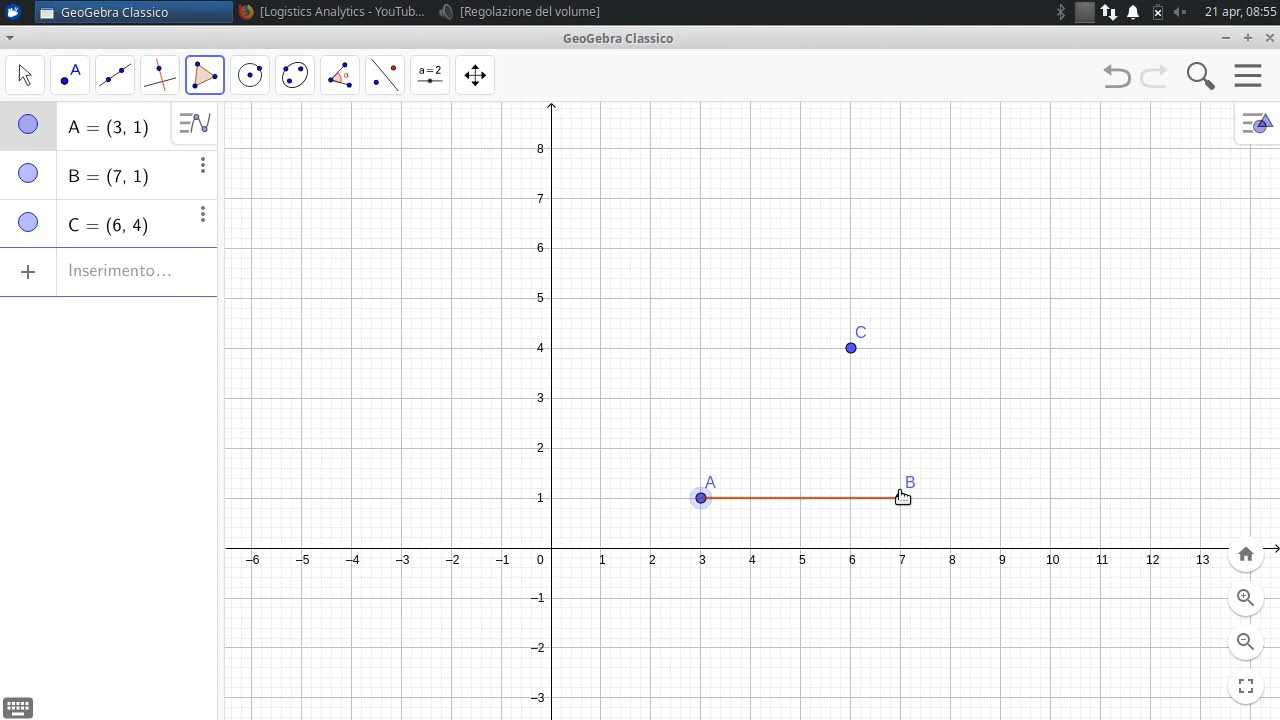 GeoGebra Classico
[Logistics Analytics - YouTub...
[Regolazione del volume]
21 apr, 08:55
GeoGebra Classico
A
α
a=2
A = (3, 1)
B = (7, 1)
C = (6, 4)
Inserimento…
8
7
6
5
C
4
3
2
A
B
1
–6 –5 –4 –3 –2 –1 0 1 2 3 4 5 6 7 8 9 10 11 12 13
–1
–2
–3